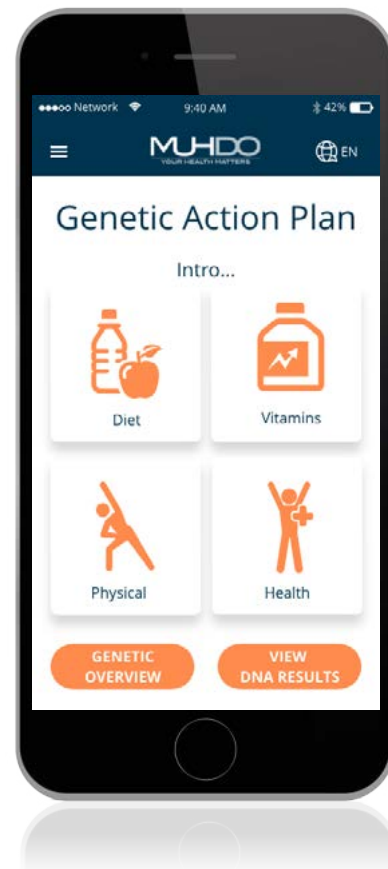 ●●●●○ Network 9:40 AM 42%
MUHDO EN
YOUR HEALTH MATTERS
Genetic Action Plan
Intro...
Diet Vitamins
Physical Health
GENETIC VIEW
OVERVIEW DNA RESULTS